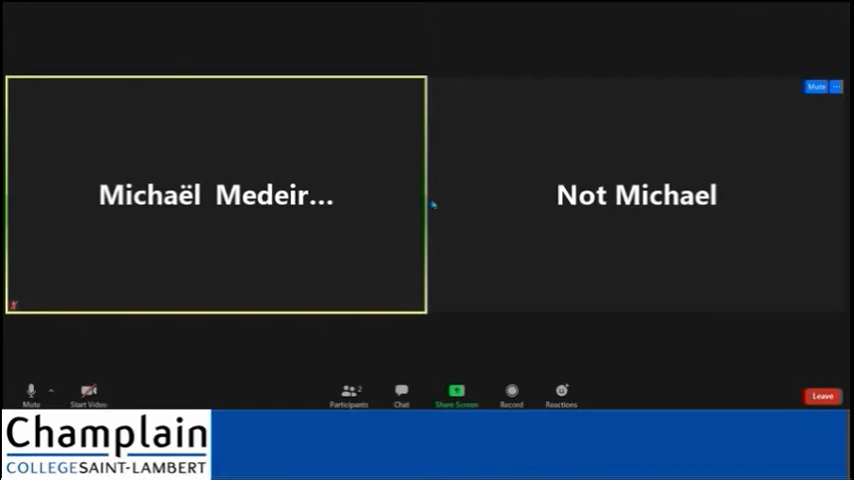 Mute ...
Michaël Medeir...
Not Michael
Mute
Start Video
2
Participants
Chat
Share Screen
Record
Reactions
Leave
Champlain
COLLEGE SAINT-LAMBERT